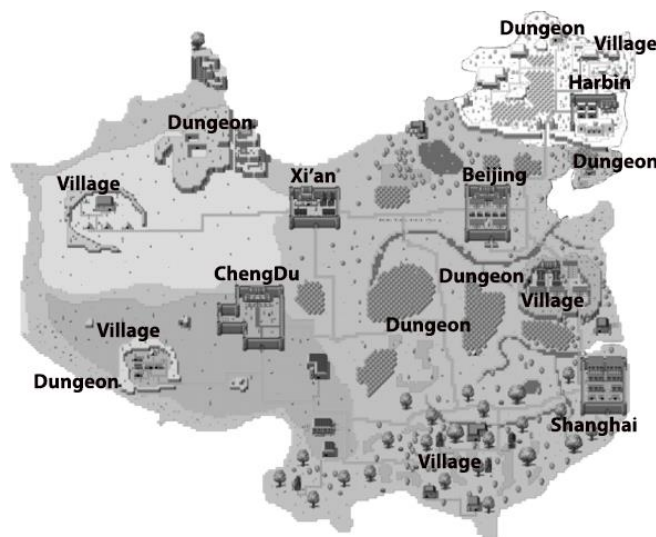 Dungeon
Village
Harbin
Dungeon
Dungeon
Xi'an
Beijing
Village
ChengDu
Dungeon
Village
Dungeon
Village
Dungeon
Shanghai
Village